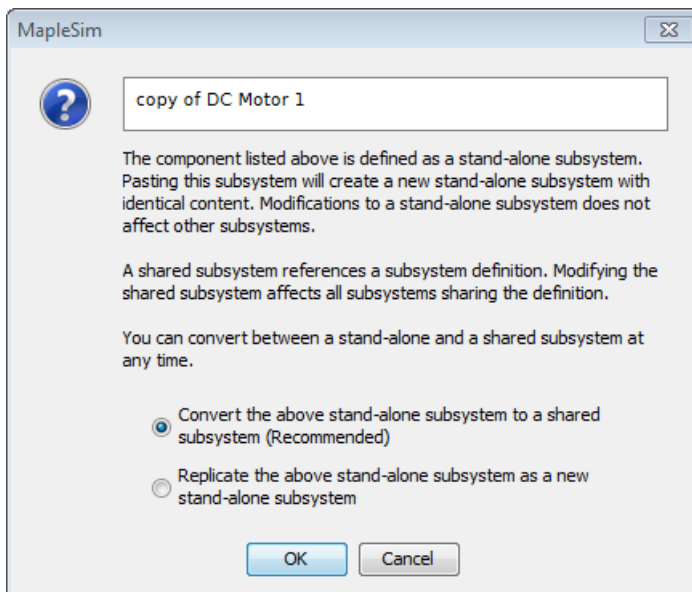 MapleSim
copy of DC Motor 1
The component listed above is defined as a stand-alone subsystem.
Pasting this subsystem will create a new stand-alone subsystem with
identical content. Modifications to a stand-alone subsystem does not
affect other subsystems.
A shared subsystem references a subsystem definition. Modifying the
shared subsystem affects all subsystems sharing the definition.
You can convert between a stand-alone and a shared subsystem at
any time.
Convert the above stand-alone subsystem to a shared
subsystem (Recommended)
Replicate the above stand-alone subsystem as a new
stand-alone subsystem
OK Cancel